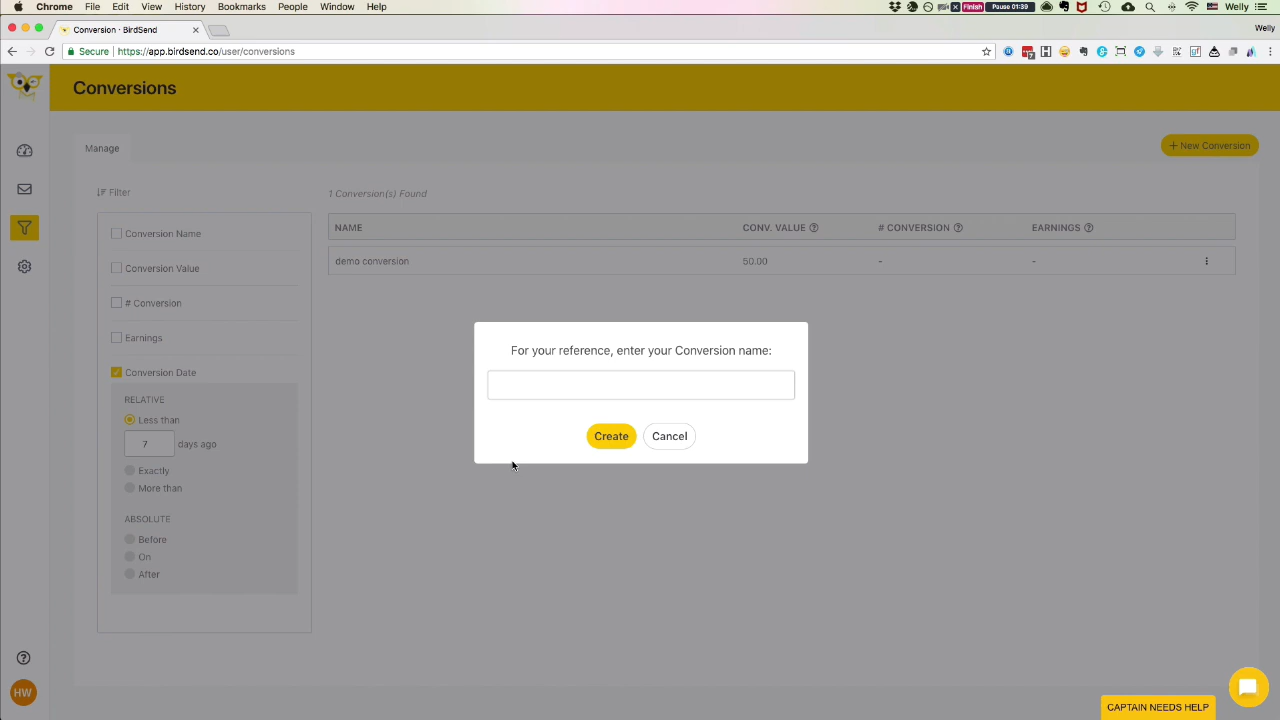 Chrome File Edit View History Bookmarks People Window Help Finish Pause 01:39 Welly
Conversion - BirdSend Welly
Secure https://app.birdsend.co/user/conversions
Conversions
Manage + New Conversion
Filter 1 Conversion(s) Found
NAME CONV. VALUE # CONVERSION EARNINGS
demo conversion 50.00 - -
Conversion Name
Conversion Value
# Conversion
Earnings
Conversion Date
RELATIVE
Less than
7 days ago
Exactly
More than
ABSOLUTE
Before
On
After
For your reference, enter your Conversion name:
Create Cancel
HW
CAPTAIN NEEDS HELP